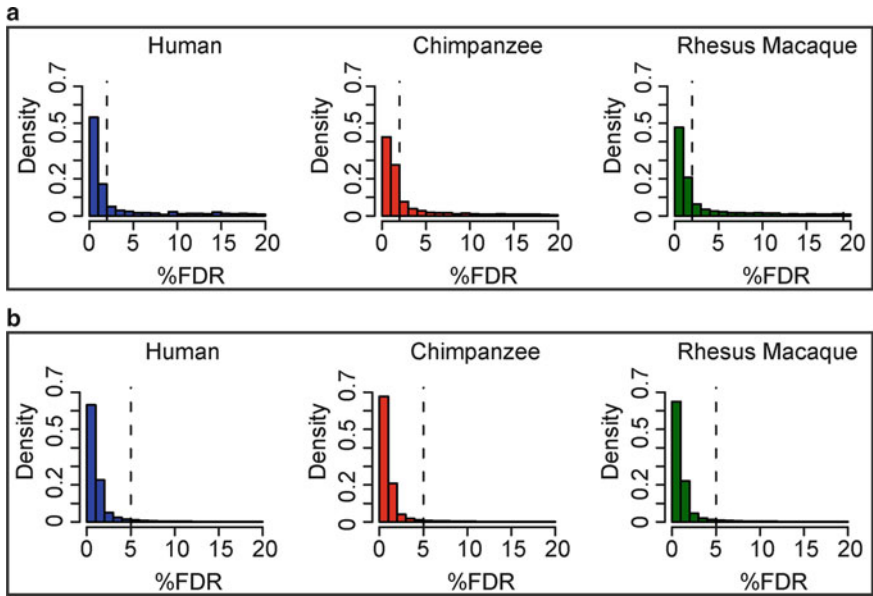 a
Human Chimpanzee Rhesus Macaque
Density Density Density
0 0.2 0.5 0.7 0 0.2 0.5 0.7 0 0.2 0.5 0.7
0 5 10 15 20 0 5 10 15 20 0 5 10 15 20
%FDR %FDR %FDR
b
Human Chimpanzee Rhesus Macaque
Density Density Density
0 0.2 0.5 0.7 0 0.2 0.5 0.7 0 0.2 0.5 0.7
0 5 10 15 20 0 5 10 15 20 0 5 10 15 20
%FDR %FDR %FDR